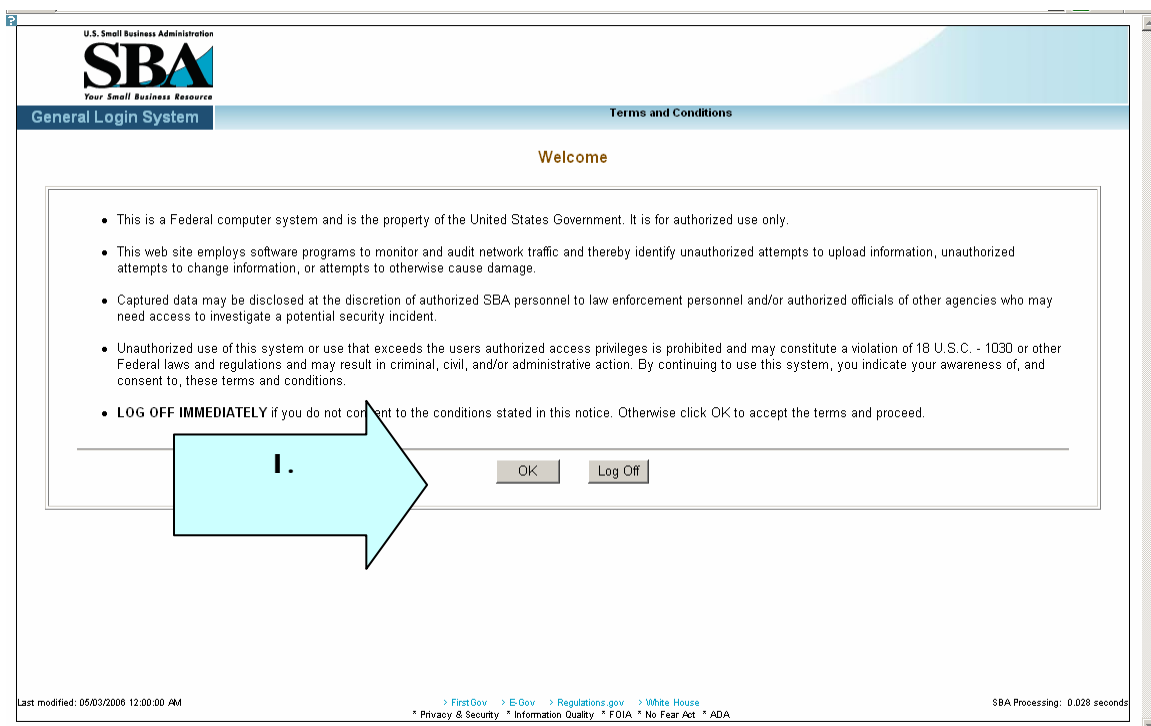 ?
U.S. Small Business Administration
SBA
Your Small Business Resource
General Login System
Terms and Conditions
Welcome
• This is a Federal computer system and is the property of the United States Government. It is for authorized use only.
• This web site employs software programs to monitor and audit network traffic and thereby identify unauthorized attempts to upload information, unauthorized
attempts to change information, or attempts to otherwise cause damage.
• Captured data may be disclosed at the discretion of authorized SBA personnel to law enforcement personnel and/or authorized officials of other agencies who may
need access to investigate a potential security incident.
• Unauthorized use of this system or use that exceeds the users authorized access privileges is prohibited and may constitute a violation of 18 U.S.C. - 1030 or other
Federal laws and regulations and may result in criminal, civil, and/or administrative action. By continuing to use this system, you indicate your awareness of, and
consent to, these terms and conditions.
• LOG OFF IMMEDIATELY if you do not consent to the conditions stated in this notice. Otherwise click OK to accept the terms and proceed.
I.
OK Log Off
Last modified: 05/03/2006 12:00:00 AM
> FirstGov > E-Gov > Regulations.gov > White House
* Privacy & Security * Information Quality * FOIA * No Fear Act * ADA
SBA Processing: 0.028 seconds